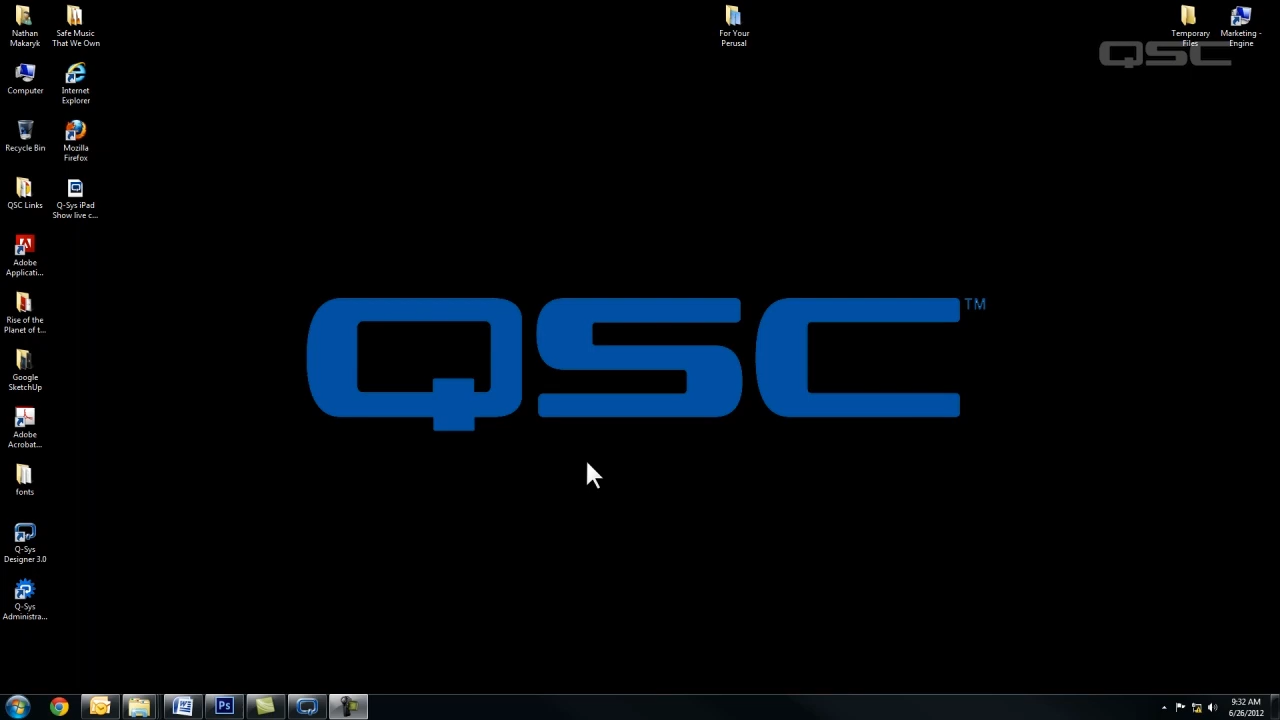 Nathan
Makaryk
Safe Music
That We Own
For Your
Perusal
Temporary
Files
Marketing -
Engine
QSC
Computer
Internet
Explorer
Recycle Bin
Mozilla
Firefox
QSC Links
Q-Sys iPad
Show live c...
Adobe
Applicati...
Rise of the
Planet of t...
QSC™
Google
SketchUp
Adobe
Acrobat...
fonts
Q-Sys
Designer 3.0
Q-Sys
Administra...
Ps
9:32 AM
6/26/2012